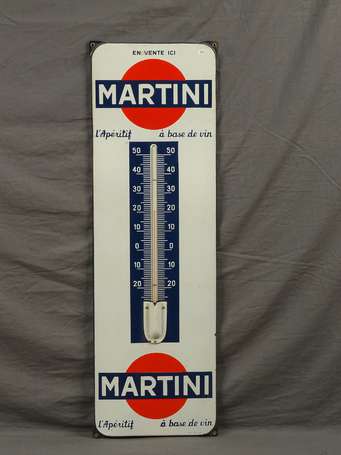 EN VENTE ICI
MARTINI
l'Apéritif à base de vin
50 50
40 40
30 30
20 20
10 10
0 0
10 10
20 20
MARTINI
l'Apéritif à base de vin